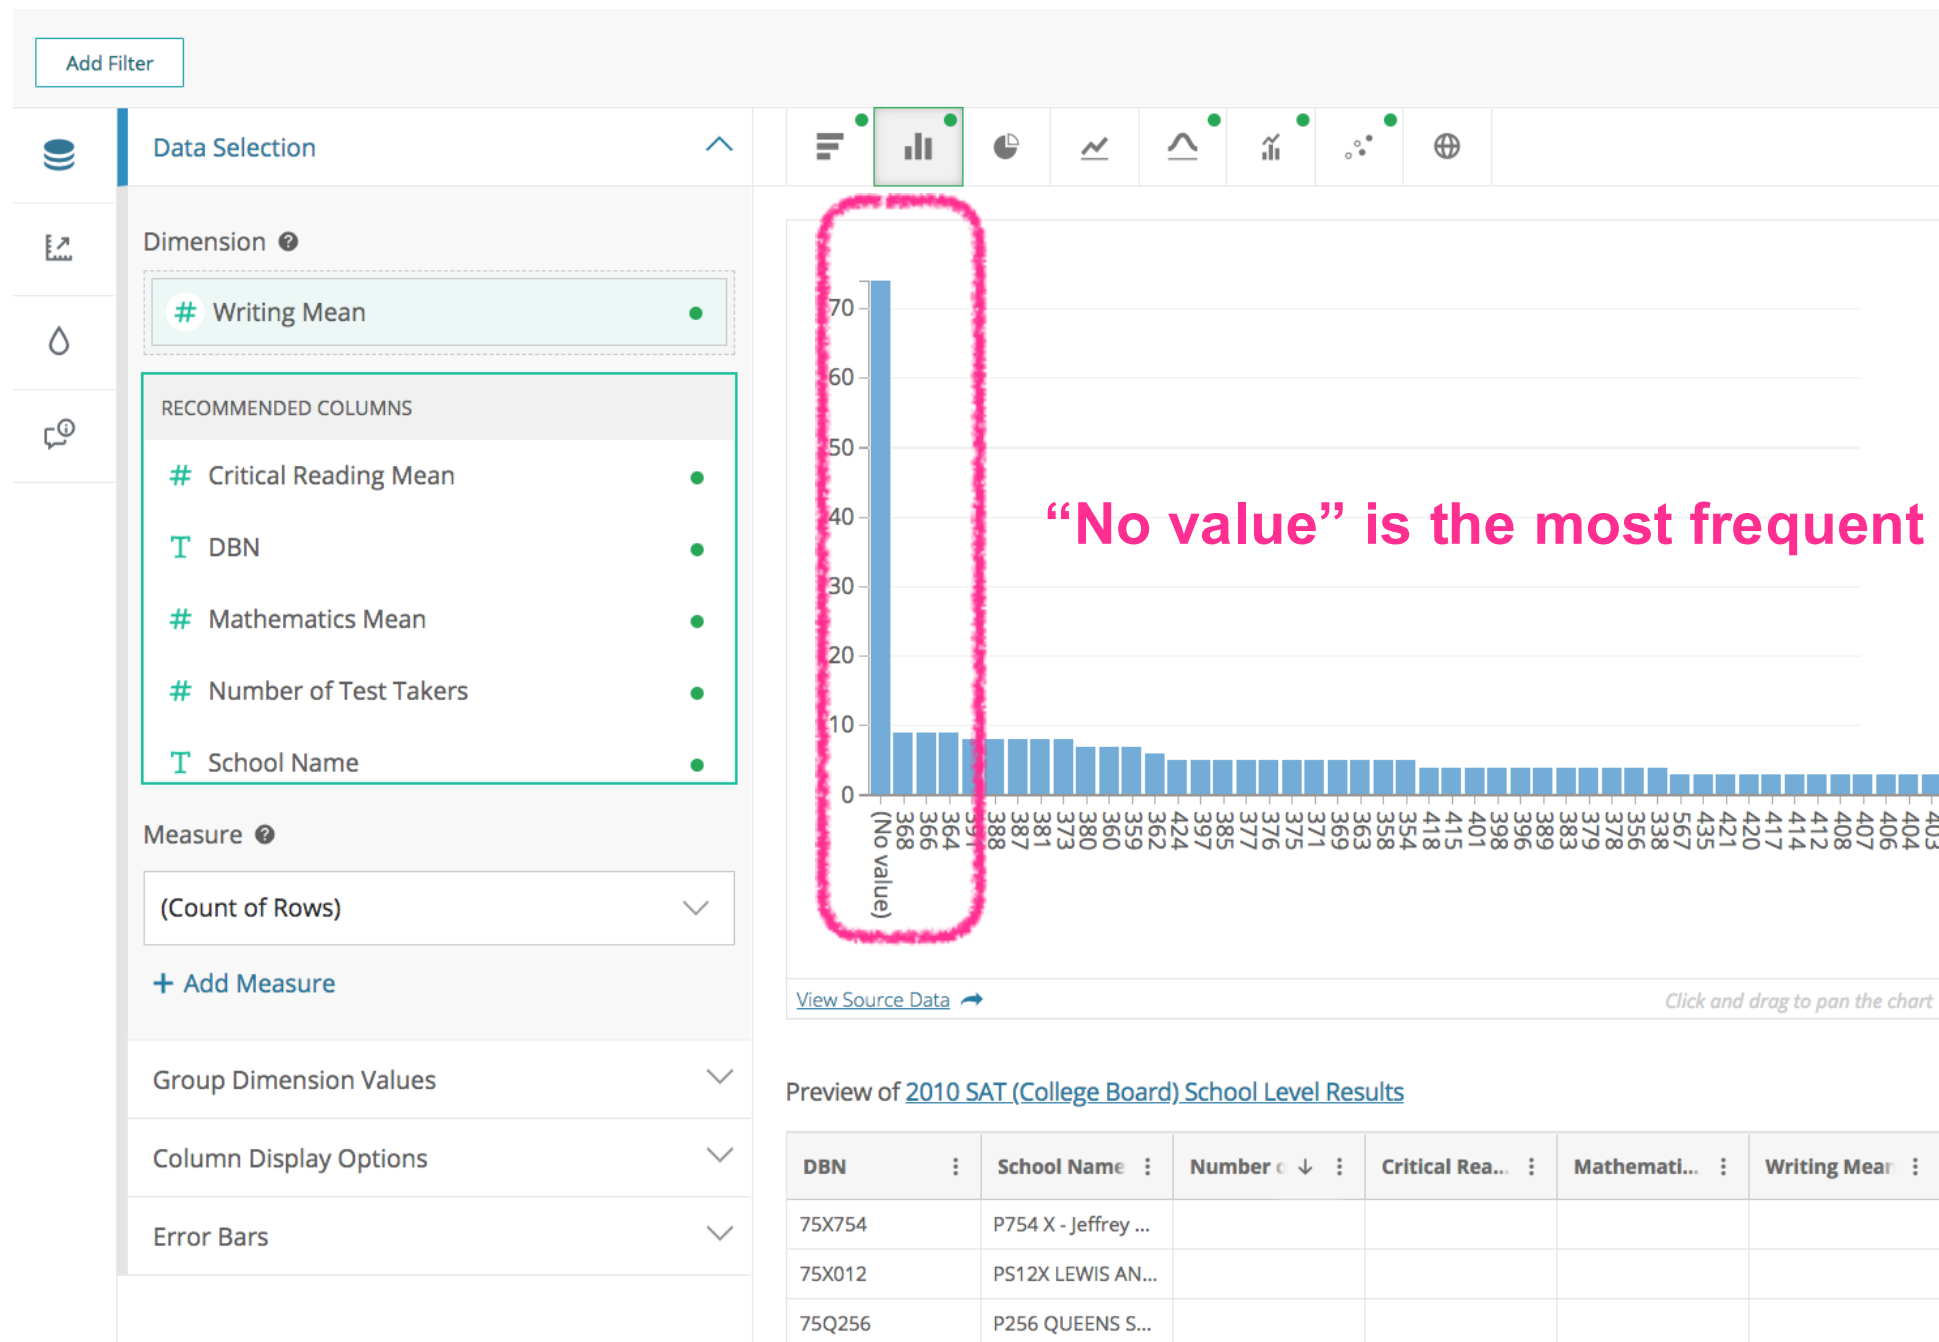 Add Filter
Data Selection
Dimension
# Writing Mean
RECOMMENDED COLUMNS
# Critical Reading Mean
T DBN
# Mathematics Mean
# Number of Test Takers
T School Name
Measure
(Count of Rows)
+ Add Measure
Group Dimension Values
Column Display Options
Error Bars
70
60
50
40
30
20
10
0
“No value” is the most frequent
(No value)
368
366
364
391
388
387
381
373
380
360
359
362
424
397
385
377
376
375
371
369
363
358
354
418
415
401
398
396
389
383
379
378
356
338
567
435
421
420
417
414
412
408
407
406
404
403
View Source Data
Click and drag to pan the chart
Preview of 2010 SAT (College Board) School Level Results
DBN School Name Number Critical Rea... Mathemati... Writing Mean
75X754 P754 X - Jeffrey ...
75X012 PS12X LEWIS AN...
75Q256 P256 QUEENS S...